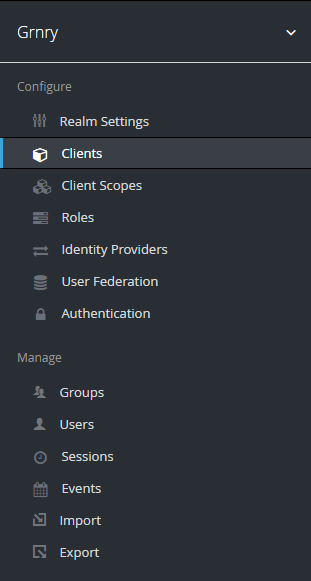 Grnry
Configure
Realm Settings
Clients
Client Scopes
Roles
Identity Providers
User Federation
Authentication
Manage
Groups
Users
Sessions
Events
Import
Export